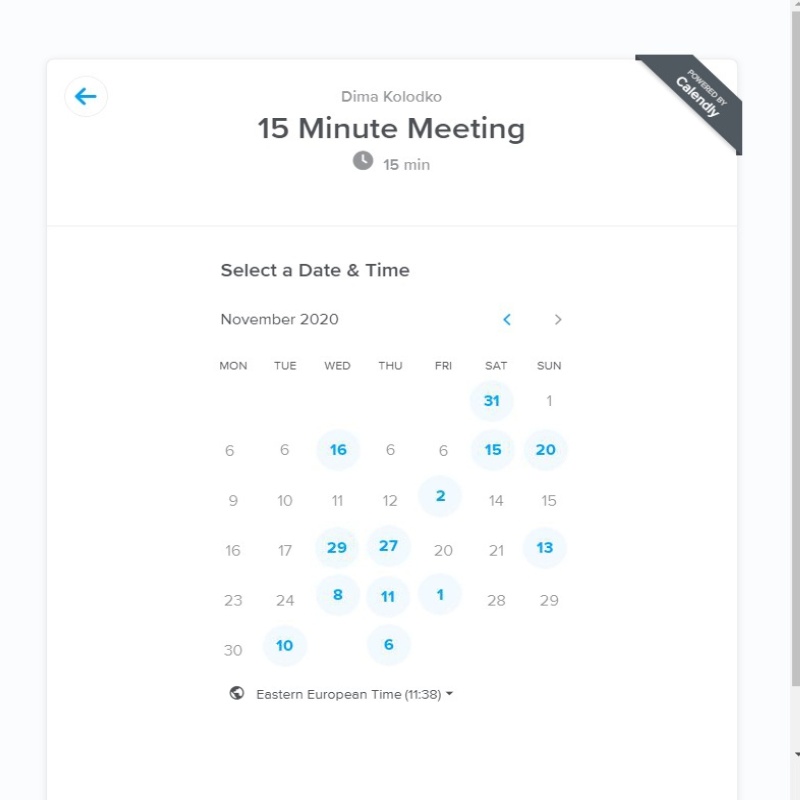 POWERED BY
Calendly
Dima Kolodko
15 Minute Meeting
15 min
Select a Date & Time
November 2020
MON TUE WED THU FRI SAT SUN
31 1
6 6 16 6 6 15 20
9 10 11 12 2 14 15
16 17 29 27 20 21 13
23 24 8 11 1 28 29
30 10 6
Eastern European Time (11:38)